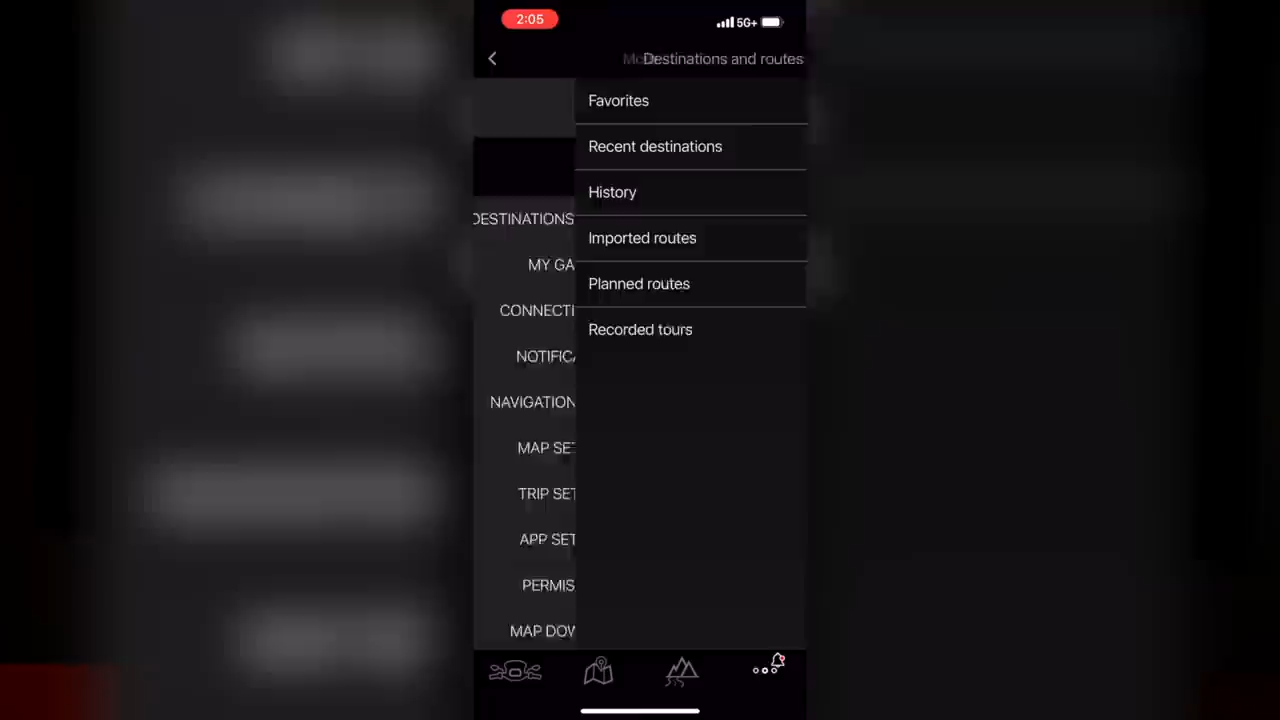 2:05
5G+
Destinations and routes
Favorites
Recent destinations
History
Imported routes
Planned routes
Recorded tours
DESTINATIONS
MY GA
CONNECTI
NOTIFICA
NAVIGATION
MAP SE
TRIP SET
APP SET
PERMIS
MAP DOW